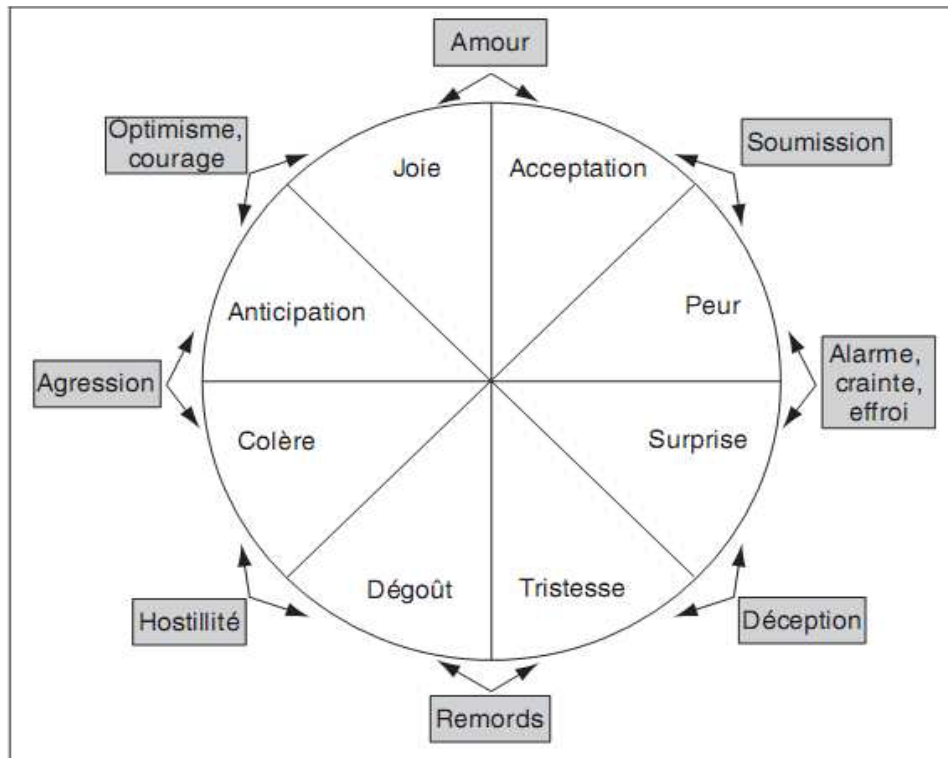 Amour
Optimisme,
courage
Soumission
Joie
Acceptation
Anticipation
Peur
Agression
Alarme,
crainte,
effroi
Colère
Surprise
Dégoût
Tristesse
Hostillité
Déception
Remords